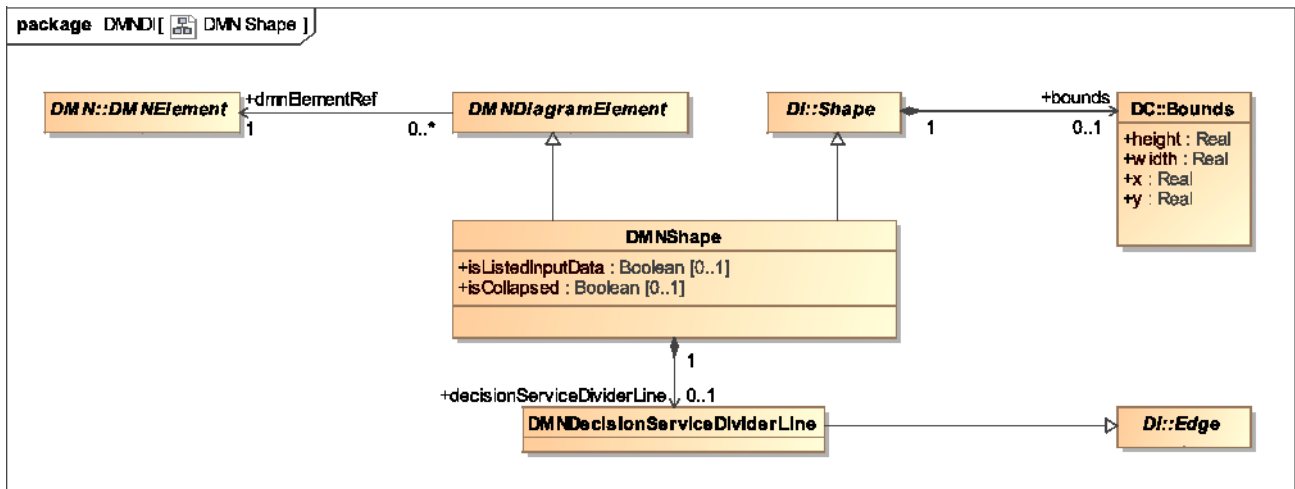 package DMNDI[ DMN Shape ]
DMN::DMNElement
+dmnElementRef
1
0..*
DMNDiagramElement
DI::Shape
1
+bounds
0..1
DC::Bounds
+height : Real
+width : Real
+x : Real
+y : Real
DMNShape
+isListedInputData : Boolean [0..1]
+isCollapsed : Boolean [0..1]
1
+decisionServiceDividerLine
0..1
DMNDecisionServiceDividerLine
DI::Edge